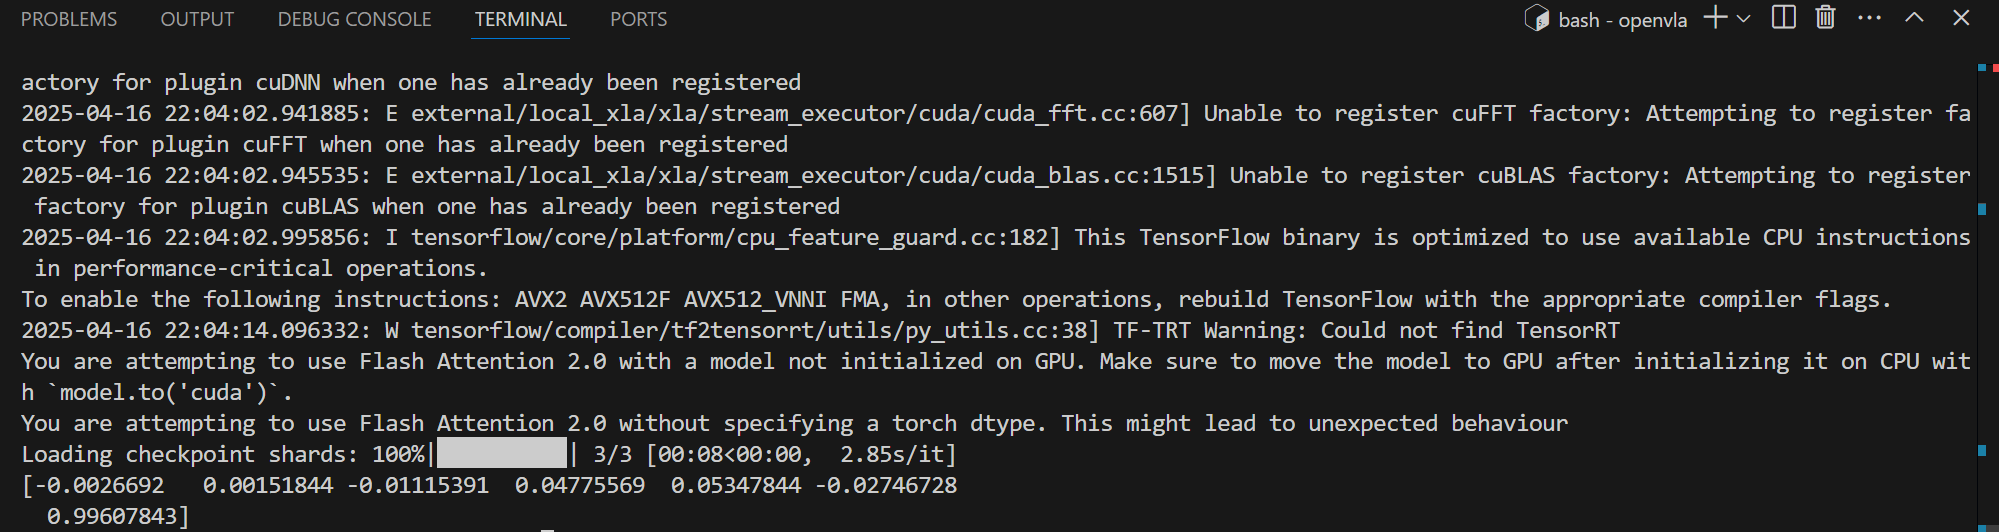 PROBLEMS OUTPUT DEBUG CONSOLE TERMINAL PORTS bash - openvla
actory for plugin cuDNN when one has already been registered
2025-04-16 22:04:02.941885: E external/local_xla/xla/stream_executor/cuda/cuda_fft.cc:607] Unable to register cuFFT factory: Attempting to register fa
ctory for plugin cuFFT when one has already been registered
2025-04-16 22:04:02.945535: E external/local_xla/xla/stream_executor/cuda/cuda_blas.cc:1515] Unable to register cuBLAS factory: Attempting to register
 factory for plugin cuBLAS when one has already been registered
2025-04-16 22:04:02.995856: I tensorflow/core/platform/cpu_feature_guard.cc:182] This TensorFlow binary is optimized to use available CPU instructions
 in performance-critical operations.
To enable the following instructions: AVX2 AVX512F AVX512_VNNI FMA, in other operations, rebuild TensorFlow with the appropriate compiler flags.
2025-04-16 22:04:14.096332: W tensorflow/compiler/tf2tensorrt/utils/py_utils.cc:38] TF-TRT Warning: Could not find TensorRT
You are attempting to use Flash Attention 2.0 with a model not initialized on GPU. Make sure to move the model to GPU after initializing it on CPU wit
h `model.to('cuda')`.
You are attempting to use Flash Attention 2.0 without specifying a torch dtype. This might lead to unexpected behaviour
Loading checkpoint shards: 100%|██████████| 3/3 [00:08<00:00,  2.85s/it]
[-0.0026692   0.00151844 -0.01115391  0.04775569  0.05347844 -0.02746728
  0.99607843]